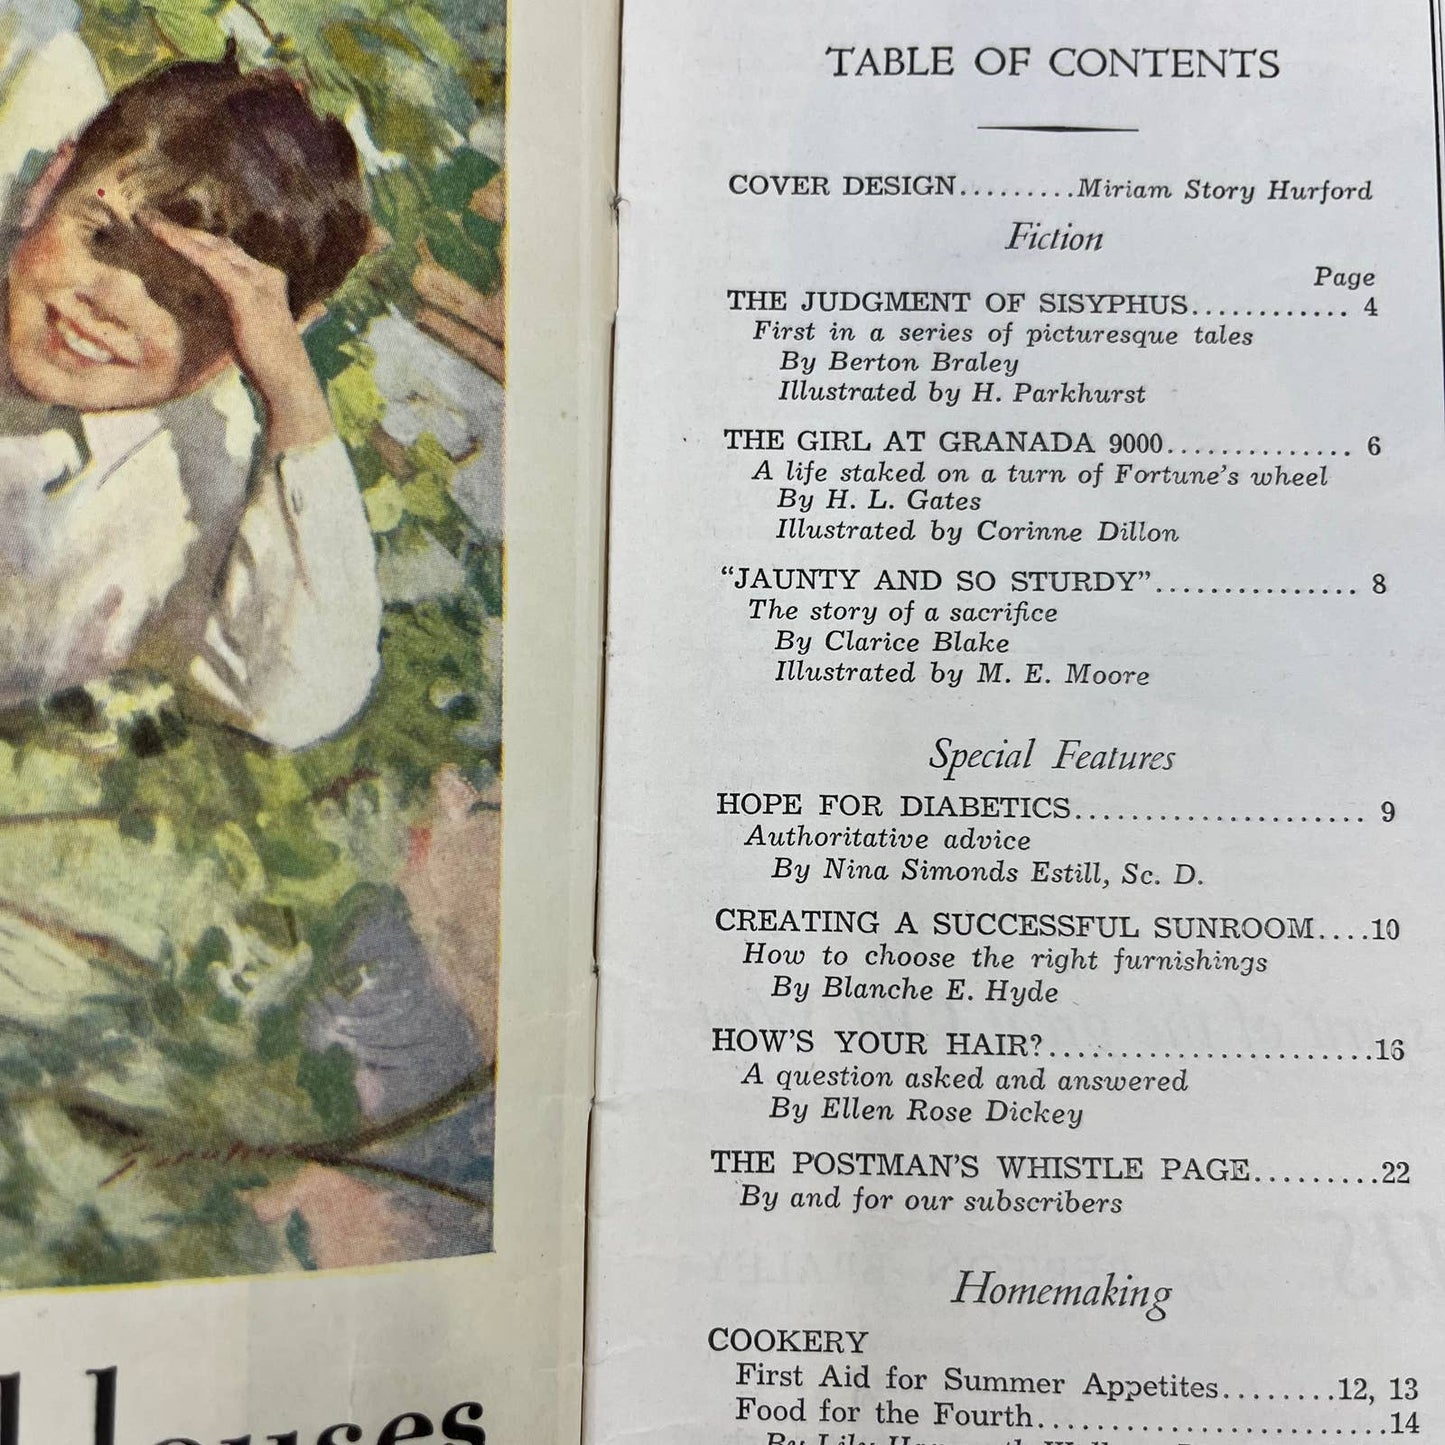 TABLE OF CONTENTS
COVER DESIGN.........Miriam Story Hurford
Fiction
Page
THE JUDGMENT OF SISYPHUS............ 4
First in a series of picturesque tales
By Berton Braley
Illustrated by H. Parkhurst
THE GIRL AT GRANADA 9000.............. 6
A life staked on a turn of Fortune's wheel
By H. L. Gates
Illustrated by Corinne Dillon
"JAUNTY AND SO STURDY"............... 8
The story of a sacrifice
By Clarice Blake
Illustrated by M. E. Moore
Special Features
HOPE FOR DIABETICS...................... 9
Authoritative advice
By Nina Simonds Estill, Sc. D.
CREATING A SUCCESSFUL SUNROOM....10
How to choose the right furnishings
By Blanche E. Hyde
HOW'S YOUR HAIR?.........................16
A question asked and answered
By Ellen Rose Dickey
THE POSTMAN'S WHISTLE PAGE.........22
By and for our subscribers
Homemaking
COOKERY
First Aid for Summer Appetites........12, 13
Food for the Fourth.........................14
By Lily